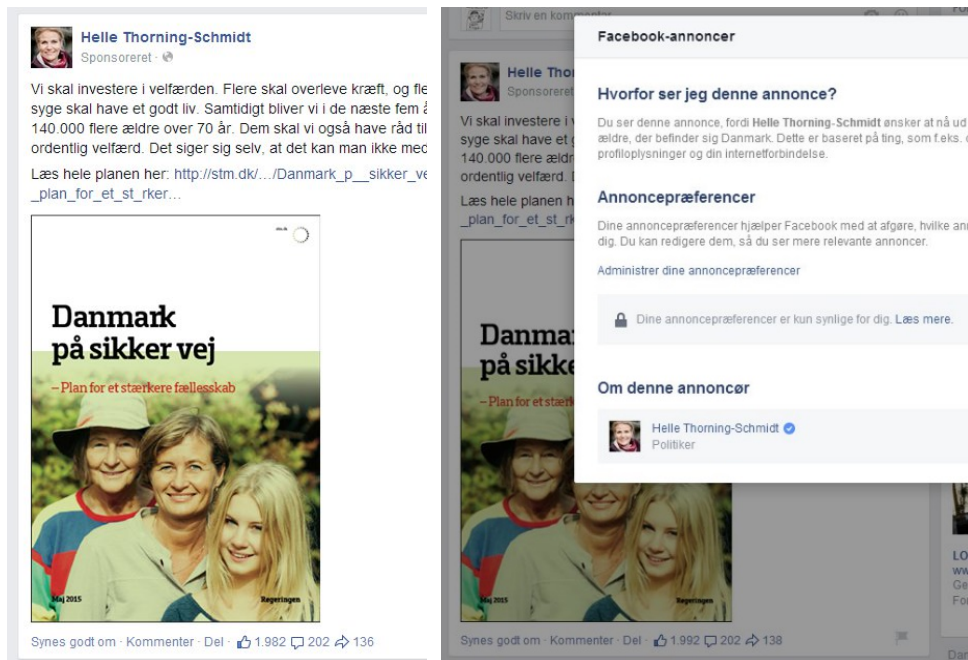 Helle Thorning-Schmidt
Sponsoreret ·
Vi skal investere i velfærden. Flere skal overleve kræft, og fle
syge skal have et godt liv. Samtidigt bliver vi i de næste fem å
140.000 flere ældre over 70 år. Dem skal vi også have råd til
ordentlig velfærd. Det siger sig selv, at det kan man ikke med
Læs hele planen her: http://stm.dk/.../Danmark_p__sikker_ve
_plan_for_et_st_rker...
Danmark
på sikker vej
– Plan for et stærkere fællesskab
Maj 2015
Regeringen
Synes godt om · Kommenter · Del · 1.982 202 136
Skriv en kommentar
Helle Thor
Sponsoreret
Vi skal investere i v
syge skal have et g
140.000 flere ældr
ordentlig velfærd. D
Læs hele planen h
_plan_for_et_st_rk
Danmar
på sikke
– Plan for et stærk
Maj 2015
Regeringen
Synes godt om · Kommenter · Del · 1.992 202 138
Facebook-annoncer
Hvorfor ser jeg denne annonce?
Du ser denne annonce, fordi Helle Thorning-Schmidt ønsker at nå ud
ældre, der befinder sig Danmark. Dette er baseret på ting, som f.eks.
profiloplysninger og din internetforbindelse.
Annoncepræferencer
Dine annoncepræferencer hjælper Facebook med at afgøre, hvilke ann
dig. Du kan redigere dem, så du ser mere relevante annoncer.
Administrer dine annoncepræferencer
Dine annoncepræferencer er kun synlige for dig. Læs mere.
Om denne annoncør
Helle Thorning-Schmidt
Politiker
LO
ww
Ge
For
Dan